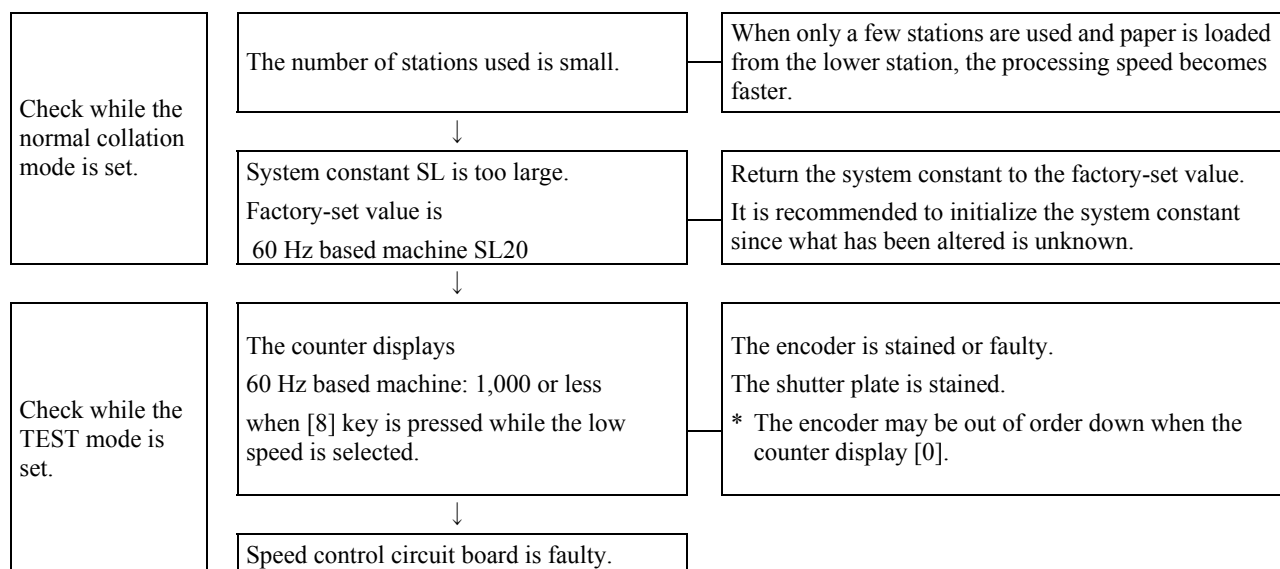 Check while the
normal collation
mode is set.
The number of stations used is small.
When only a few stations are used and paper is loaded
from the lower station, the processing speed becomes
faster.
↓
System constant SL is too large.
Factory-set value is
60 Hz based machine SL20
Return the system constant to the factory-set value.
It is recommended to initialize the system constant
since what has been altered is unknown.
↓
Check while the
TEST mode is
set.
The counter displays
60 Hz based machine: 1,000 or less
when [8] key is pressed while the low
speed is selected.
The encoder is stained or faulty.
The shutter plate is stained.
* The encoder may be out of order down when the
counter display [0].
↓
Speed control circuit board is faulty.